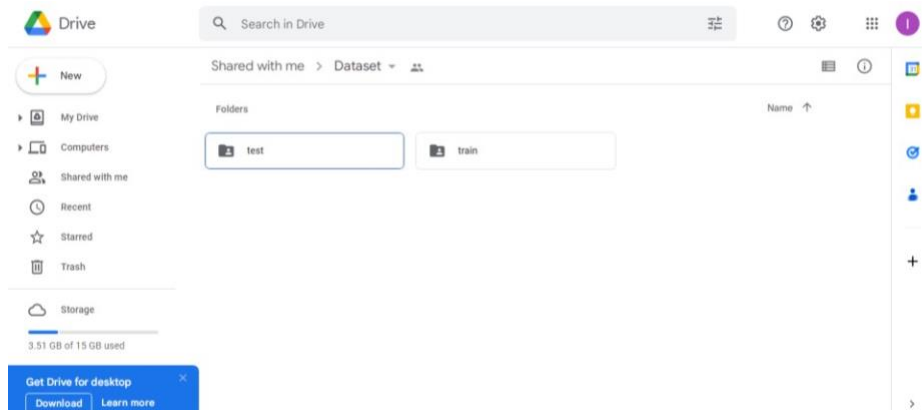 Drive
Search in Drive
I
New
My Drive
Computers
Shared with me
Recent
Starred
Trash
Storage
3.51 GB of 15 GB used
Get Drive for desktop
Download Learn more
Shared with me > Dataset
Folders
Name
test
train